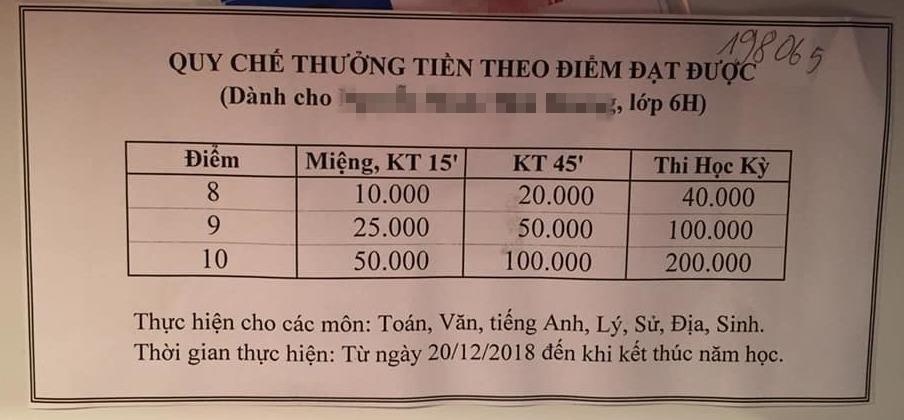 198065
QUY CHẾ THƯỞNG TIỀN THEO ĐIỂM ĐẠT ĐƯỢC
(Dành cho , lớp 6H)
Điểm Miệng, KT 15' KT 45' Thi Học Kỳ
8 10.000 20.000 40.000
9 25.000 50.000 100.000
10 50.000 100.000 200.000
Thực hiện cho các môn: Toán, Văn, tiếng Anh, Lý, Sử, Địa, Sinh.
Thời gian thực hiện: Từ ngày 20/12/2018 đến khi kết thúc năm học.